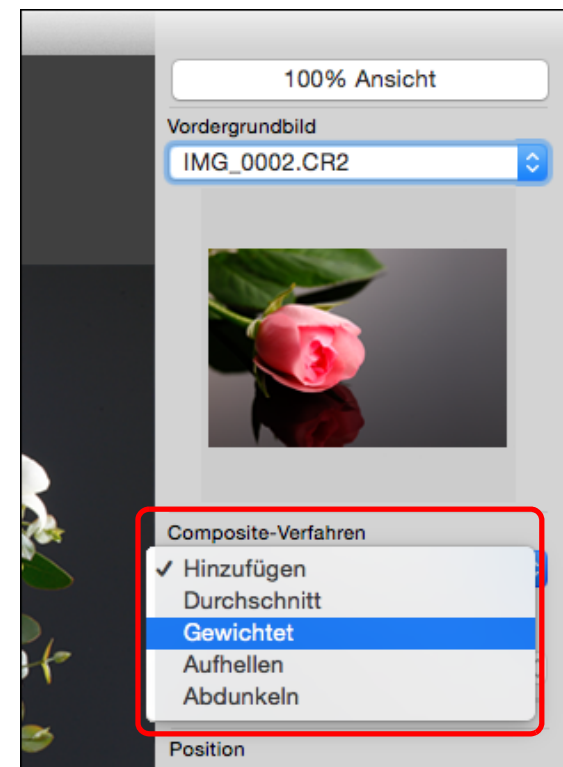 100% Ansicht
Vordergrundbild
IMG_0002.CR2
Composite-Verfahren
✓ Hinzufügen
Durchschnitt
Gewichtet
Aufhellen
Abdunkeln
Position